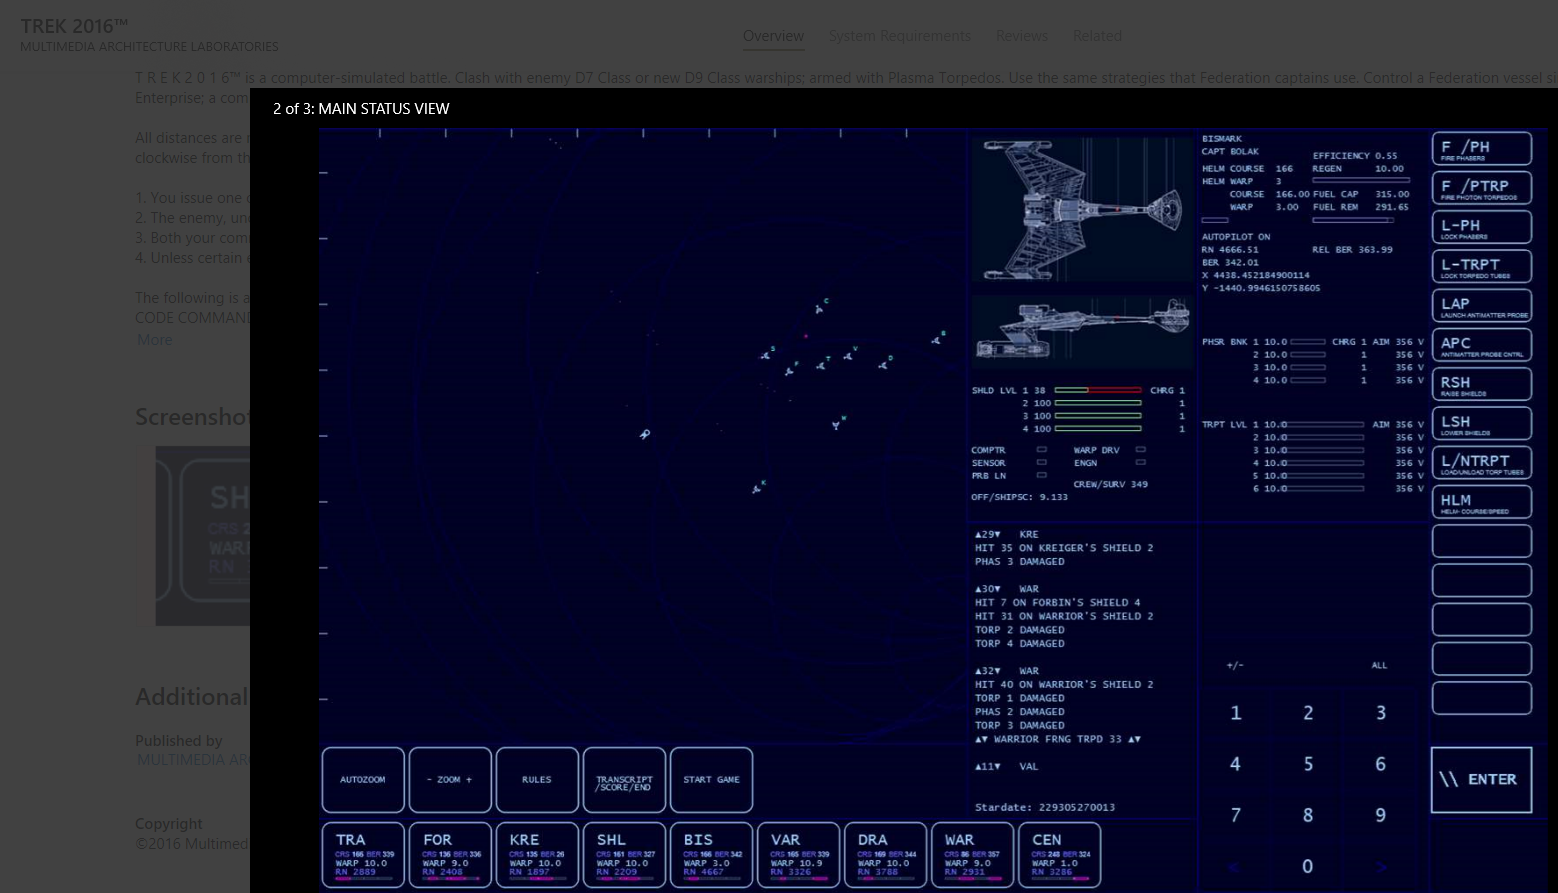 TREK 2016™
MULTIMEDIA ARCHITECTURE LABORATORIES
Overview System Requirements Reviews Related
T R E K 2 0 1 6™ is a computer-simulated battle. Clash with enemy D7 Class or new D9 Class warships; armed with Plasma Torpedos. Use the same strategies that Federation captains use. Control a Federation vessel si
Enterprise; a com
All distances are
clockwise from th
1. You issue one
2. The enemy, un
3. Both your com
4. Unless certain
The following is a
CODE COMMAND
More
Screenshot
SH
CRS 2
WARP
RN 3
Additional
Published by
MULTIMEDIA AR
Copyright
©2016 Multimed
2 of 3: MAIN STATUS VIEW
C
B
S
F
T
V
D
W
K
BISMARK
CAPT BOLAK
EFFICIENCY 0.55
HELM COURSE 166 REGEN 10.00
HELM WARP 3
COURSE 166.00 FUEL CAP 315.00
WARP 3.00 FUEL REM 291.65
AUTOPILOT ON
RN 4666.51 REL BER 363.99
BER 342.01
X 4438.452184900114
Y -1440.9946150758605
PHSR BNK 1 10.0 CHRG 1 AIM 356 V
2 10.0 1 356 V
3 10.0 1 356 V
4 10.0 1 356 V
TRPT LVL 1 10.0 AIM 356 V
2 10.0 356 V
3 10.0 356 V
4 10.0 356 V
5 10.0 356 V
6 10.0 356 V
SHLD LVL 1 38 CHRG 1
2 100 1
3 100 1
4 100 1
COMPTR WARP DRV
SENSOR ENGN
PRB LN
CREW/SURV 349
OFF/SHIPSC: 9.133
▲29▼ KRE
HIT 35 ON KREIGER'S SHIELD 2
PHAS 3 DAMAGED
▲30▼ WAR
HIT 7 ON FORBIN'S SHIELD 4
HIT 31 ON WARRIOR'S SHIELD 2
TORP 2 DAMAGED
TORP 4 DAMAGED
▲32▼ WAR
HIT 40 ON WARRIOR'S SHIELD 2
TORP 1 DAMAGED
PHAS 2 DAMAGED
TORP 3 DAMAGED
▲▼ WARRIOR FRNG TRPD 33 ▲▼
▲11▼ VAL
Stardate: 229305270013
F /PH
FIRE PHASERS
F /PTRP
FIRE PHOTON TORPEDOS
L-PH
LOCK PHASERS
L-TRPT
LOCK TORPEDO TUBES
LAP
LAUNCH ANTIMATTER PROBE
APC
ANTIMATTER PROBE CNTRL
RSH
RAISE SHIELDS
LSH
LOWER SHIELDS
L/NTRPT
LOAD/UNLOAD TORP TUBES
HLM
HELM- COURSE/SPEED
+/- ALL
1 2 3
4 5 6
7 8 9
< 0 >
\\ ENTER
AUTOZOOM
- ZOOM +
RULES
TRANSCRIPT
/SCORE/END
START GAME
TRA
CRS 166 BER 339
WARP 10.0
RN 2889
FOR
CRS 136 BER 336
WARP 9.0
RN 2408
KRE
CRS 135 BER 26
WARP 10.0
RN 1897
SHL
CRS 161 BER 327
WARP 10.0
RN 2209
BIS
CRS 166 BER 342
WARP 3.0
RN 4667
VAR
CRS 165 BER 339
WARP 10.9
RN 3326
DRA
CRS 169 BER 344
WARP 10.0
RN 3788
WAR
CRS 86 BER 357
WARP 9.0
RN 2931
CEN
CRS 248 BER 324
WARP 1.0
RN 3286